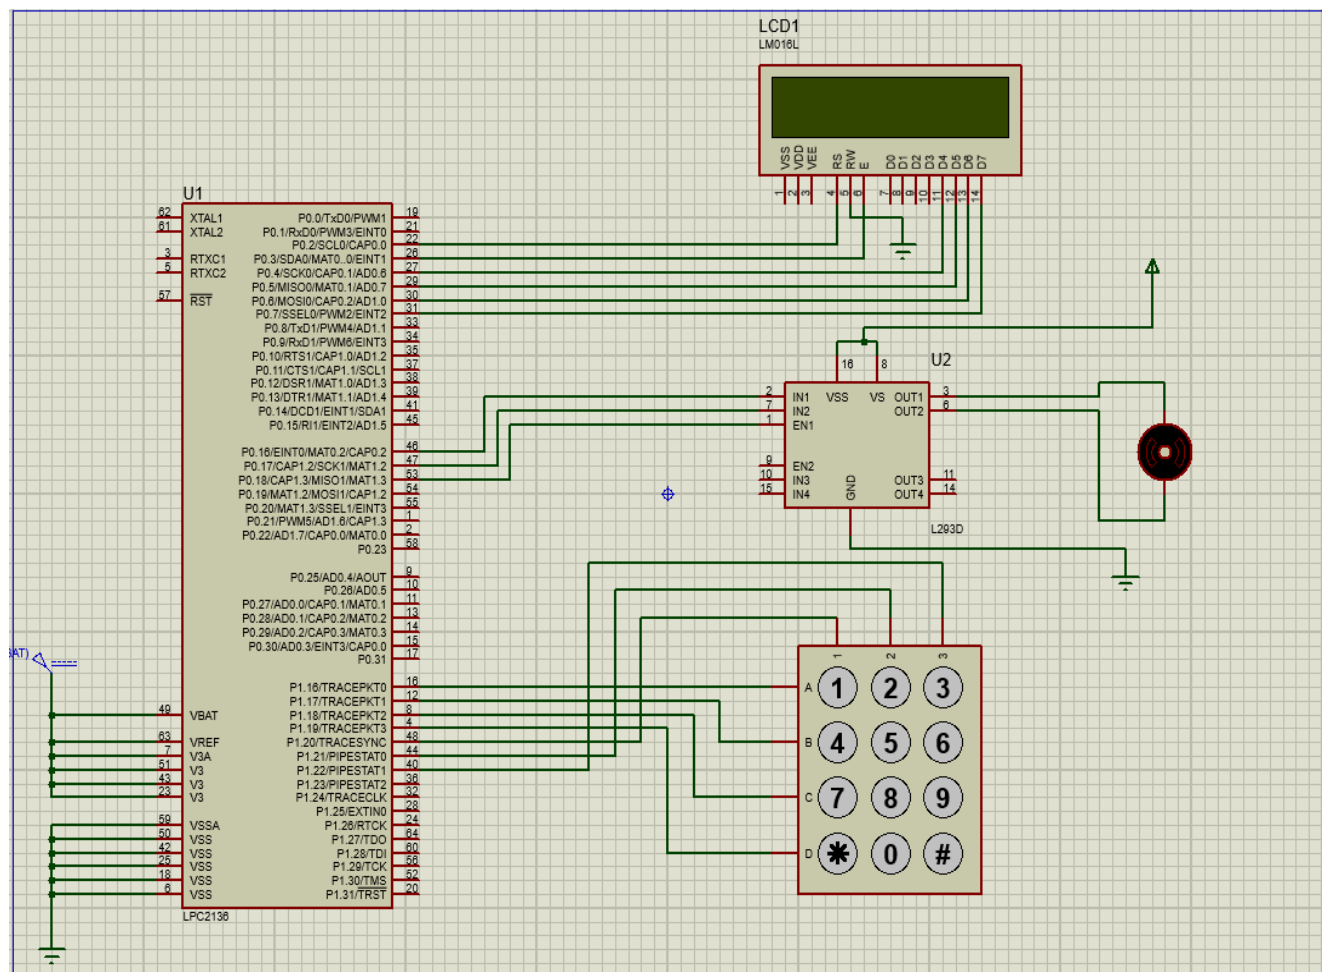 LCD1
LM016L
VSS
VDD
VEE
RS
RW
E
D0
D1
D2
D3
D4
D5
D6
D7
1
2
3
4
5
6
7
8
9
10
11
12
13
14
U1
62 XTAL1 P0.0/TxD0/PWM1 19
61 XTAL2 P0.1/RxD0/PWM3/EINT0 21
P0.2/SCL0/CAP0.0 22
3 RTXC1 P0.3/SDA0/MAT0..0/EINT1 26
5 RTXC2 P0.4/SCK0/CAP0.1/AD0.6 27
P0.5/MISO0/MAT0.1/AD0.7 29
57 RST P0.6/MOSI0/CAP0.2/AD1.0 30
P0.7/SSEL0/PWM2/EINT2 31
P0.8/TxD1/PWM4/AD1.1 33
P0.9/RxD1/PWM6/EINT3 34
P0.10/RTS1/CAP1.0/AD1.2 35
P0.11/CTS1/CAP1.1/SCL1 37
P0.12/DSR1/MAT1.0/AD1.3 38
P0.13/DTR1/MAT1.1/AD1.4 39
P0.14/DCD1/EINT1/SDA1 41
P0.15/RI1/EINT2/AD1.5 45
P0.16/EINT0/MAT0.2/CAP0.2 46
P0.17/CAP1.2/SCK1/MAT1.2 47
P0.18/CAP1.3/MISO1/MAT1.3 53
P0.19/MAT1.2/MOSI1/CAP1.2 54
P0.20/MAT1.3/SSEL1/EINT3 55
P0.21/PWM5/AD1.6/CAP1.3 1
P0.22/AD1.7/CAP0.0/MAT0.0 2
P0.23 58
P0.25/AD0.4/AOUT 9
P0.26/AD0.5 10
P0.27/AD0.0/CAP0.1/MAT0.1 11
P0.28/AD0.1/CAP0.2/MAT0.2 13
P0.29/AD0.2/CAP0.3/MAT0.3 14
P0.30/AD0.3/EINT3/CAP0.0 15
P0.31 17
P1.16/TRACEPKT0 16
P1.17/TRACEPKT1 12
49 VBAT P1.18/TRACEPKT2 8
P1.19/TRACEPKT3 4
63 VREF P1.20/TRACESYNC 48
7 V3A P1.21/PIPESTAT0 44
51 V3 P1.22/PIPESTAT1 40
43 V3 P1.23/PIPESTAT2 36
23 V3 P1.24/TRACECLK 32
P1.25/EXTIN0 28
59 VSSA P1.26/RTCK 24
50 VSS P1.27/TDO 64
42 VSS P1.28/TDI 60
25 VSS P1.29/TCK 56
18 VSS P1.30/TMS 52
6 VSS P1.31/TRST 20
LPC2136
U2
16 8
2 IN1 VSS VS OUT1 3
7 IN2 OUT2 6
1 EN1
9 EN2
10 IN3 OUT3 11
15 IN4 GND OUT4 14
L293D
1 2 3
A 1 2 3
B 4 5 6
C 7 8 9
D * 0 #